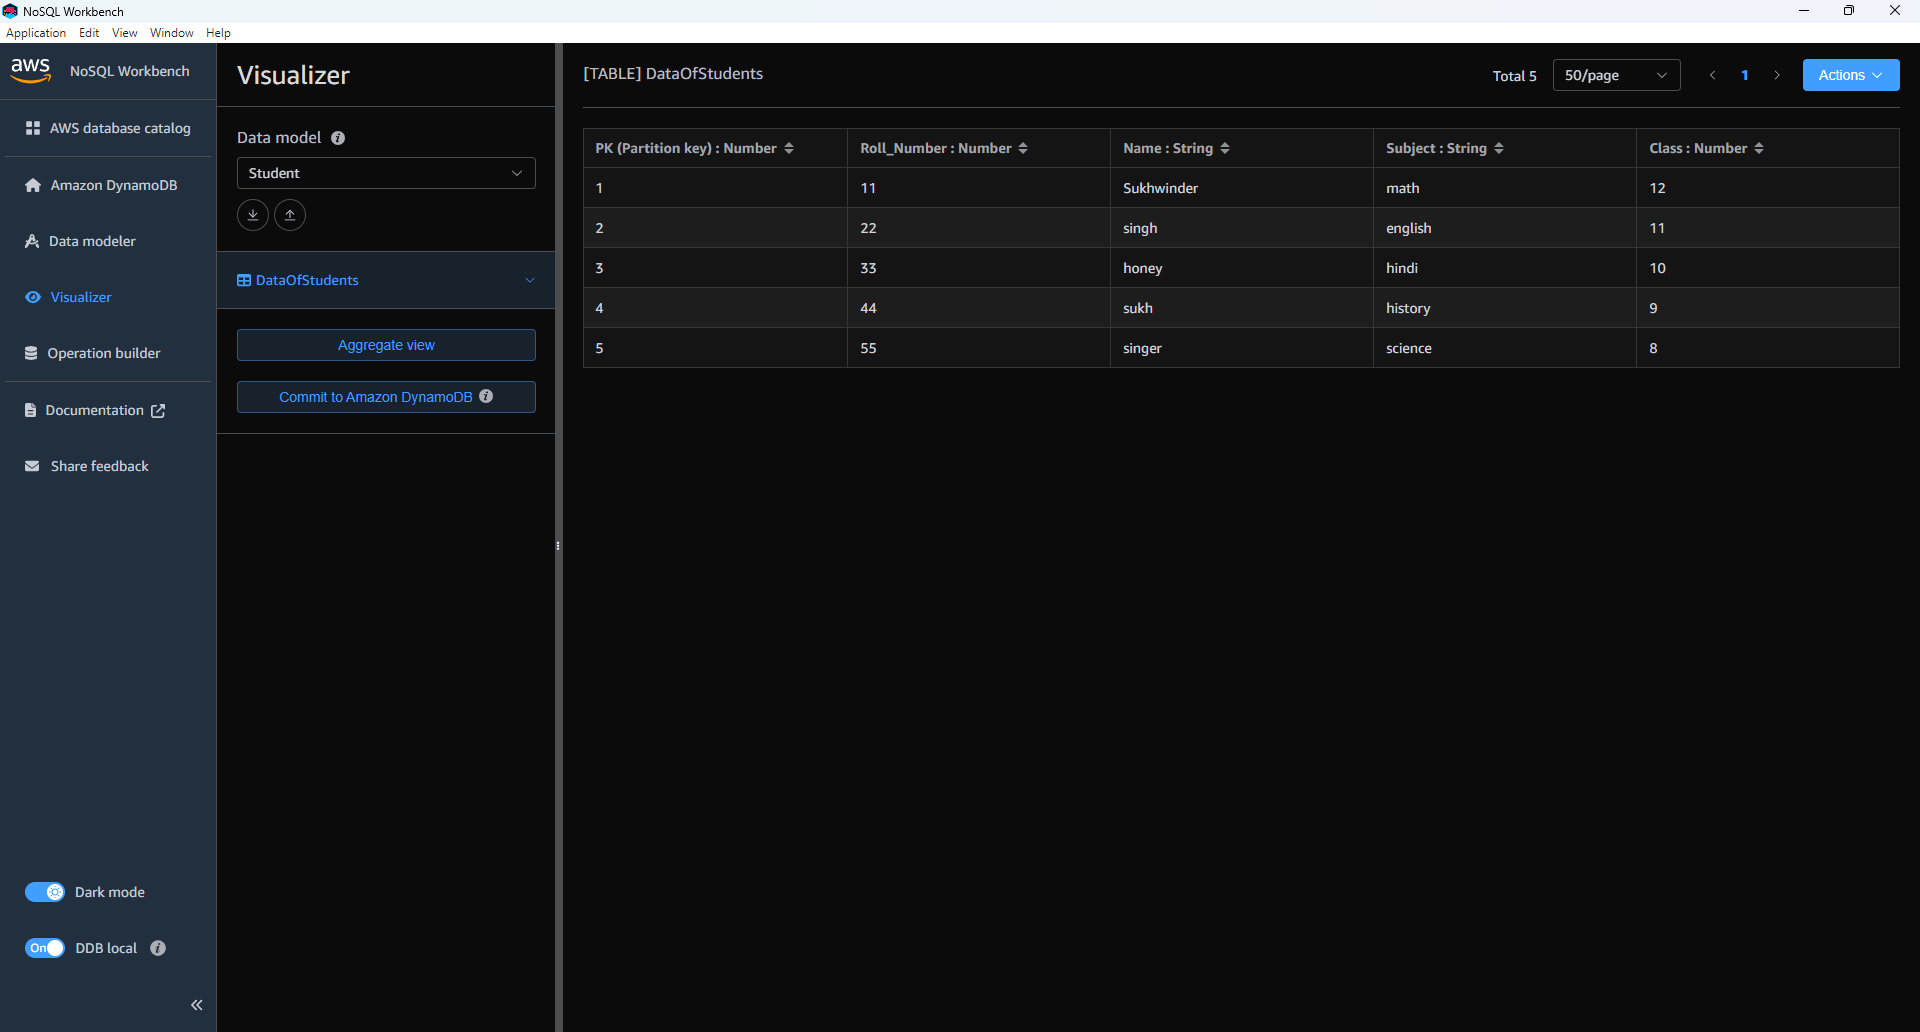 NoSQL Workbench
Application Edit View Window Help
aws NoSQL Workbench
AWS database catalog
Amazon DynamoDB
Data modeler
Visualizer
Operation builder
Documentation
Share feedback
Dark mode
On DDB local
Visualizer
Data model
Student
DataOfStudents
Aggregate view
Commit to Amazon DynamoDB
[TABLE] DataOfStudents
Total 5 50/page 1 Actions
PK (Partition key) : Number Roll_Number : Number Name : String Subject : String Class : Number
1 11 Sukhwinder math 12
2 22 singh english 11
3 33 honey hindi 10
4 44 sukh history 9
5 55 singer science 8